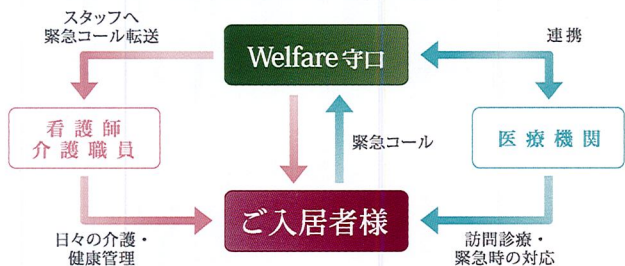 スタッフへ
緊急コール転送
Welfare守口
連携
看護師
介護職員
緊急コール
医療機関
ご入居者様
日々の介護・
健康管理
訪問診療・
緊急時の対応